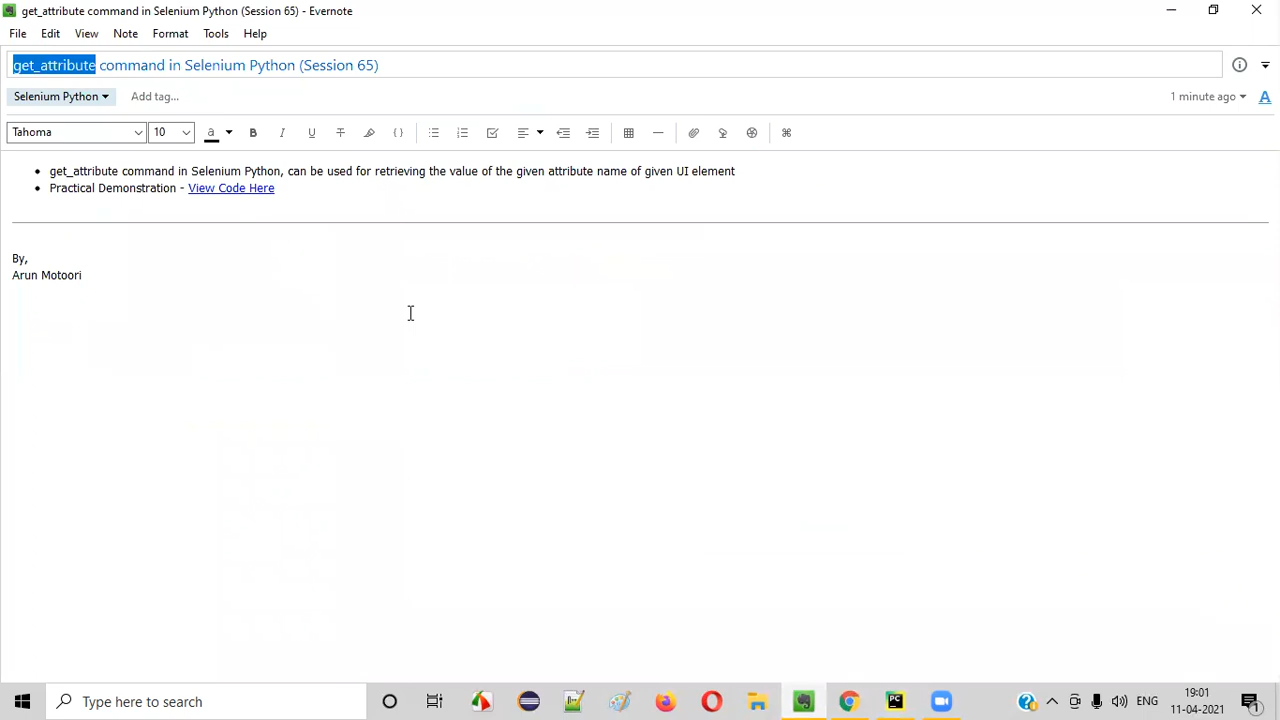 get_attribute command in Selenium Python (Session 65) - Evernote
File Edit View Note Format Tools Help
get_attribute command in Selenium Python (Session 65)
Selenium Python Add tag... 1 minute ago
Tahoma 10
get_attribute command in Selenium Python, can be used for retrieving the value of the given attribute name of given UI element
Practical Demonstration - View Code Here
By,
Arun Motoori
Type here to search ENG 19:01
11-04-2021